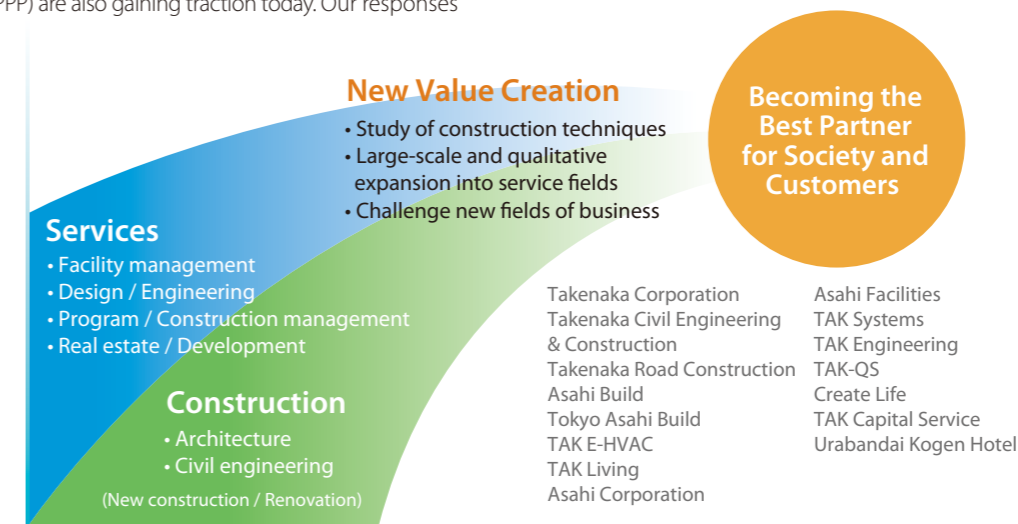 PPP) are also gaining traction today. Our responses
New Value Creation
• Study of construction techniques
• Large-scale and qualitative
expansion into service fields
• Challenge new fields of business
Becoming the
Best Partner
for Society and
Customers
Services
• Facility management
• Design / Engineering
• Program / Construction management
• Real estate / Development
Construction
• Architecture
• Civil engineering
(New construction / Renovation)
Takenaka Corporation
Takenaka Civil Engineering
& Construction
Takenaka Road Construction
Asahi Build
Tokyo Asahi Build
TAK E-HVAC
TAK Living
Asahi Corporation
Asahi Facilities
TAK Systems
TAK Engineering
TAK-QS
Create Life
TAK Capital Service
Urabandai Kogen Hotel